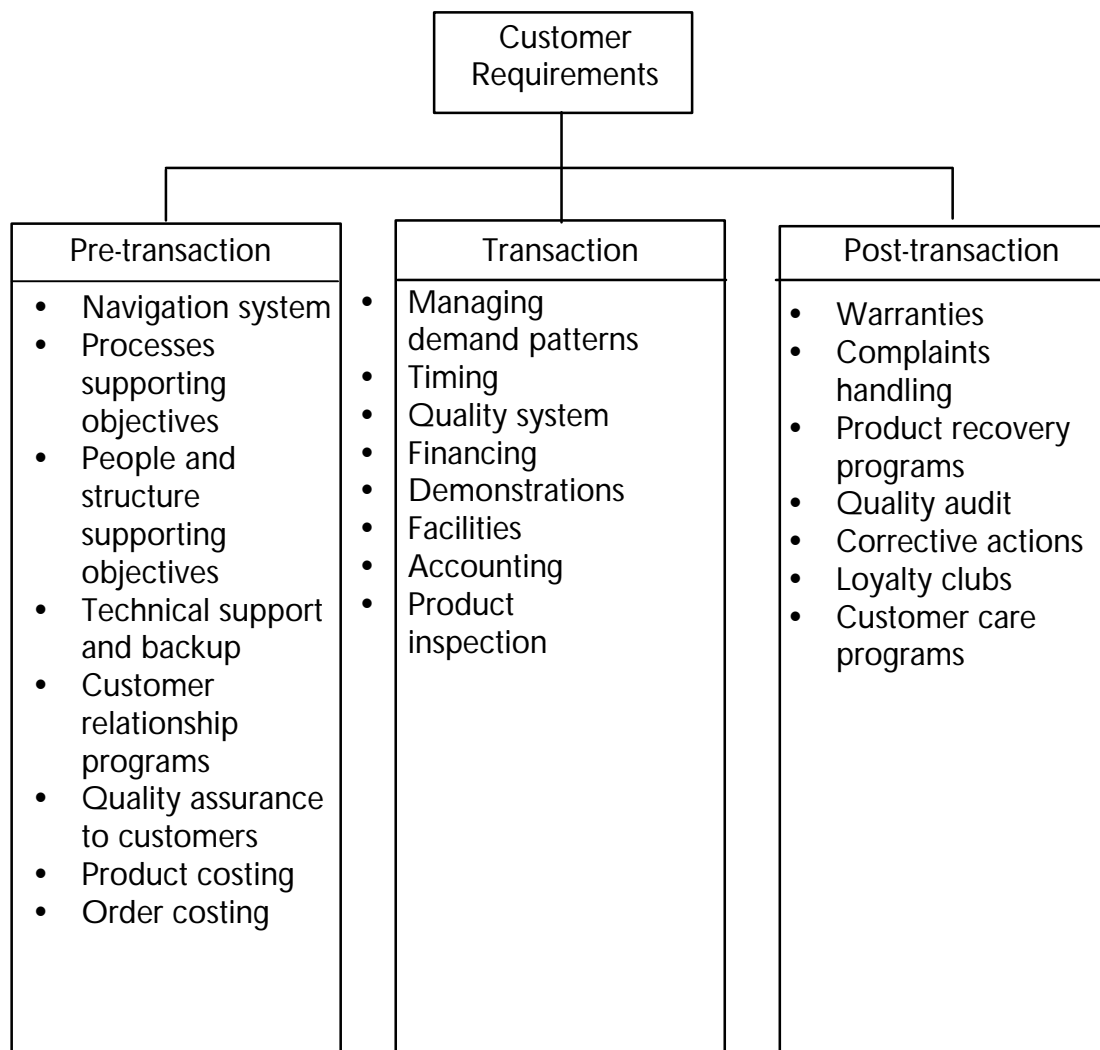 Customer
Requirements
Pre-transaction
• Navigation system
• Processes
supporting
objectives
• People and
structure
supporting
objectives
• Technical support
and backup
• Customer
relationship
programs
• Quality assurance
to customers
• Product costing
• Order costing
Transaction
• Managing
demand patterns
• Timing
• Quality system
• Financing
• Demonstrations
• Facilities
• Accounting
• Product
inspection
Post-transaction
• Warranties
• Complaints
handling
• Product recovery
programs
• Quality audit
• Corrective actions
• Loyalty clubs
• Customer care
programs